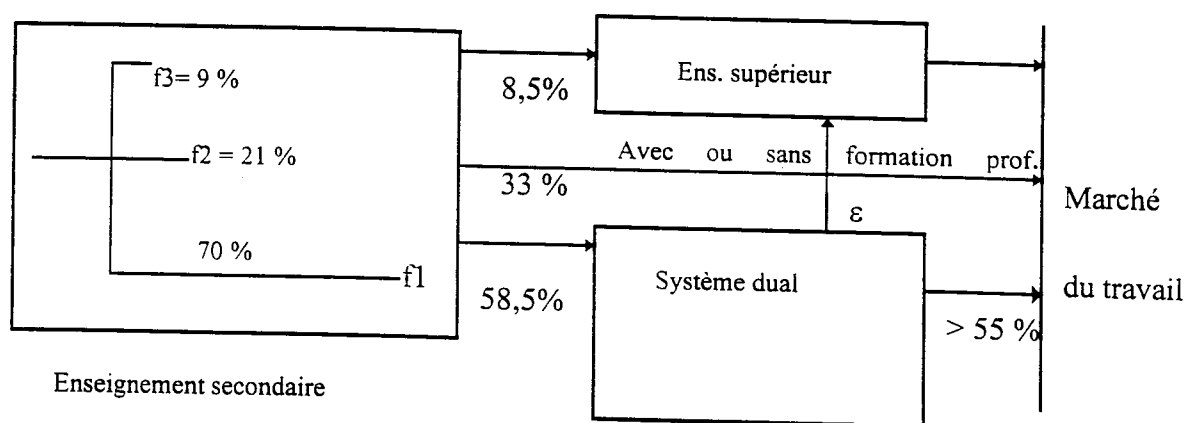 f3= 9 %
f2 = 21 %
70 %
f1
Enseignement secondaire
8,5%
33 %
58,5%
Ens. supérieur
Avec ou sans formation prof.
ε
Système dual
> 55 %
Marché
du travail